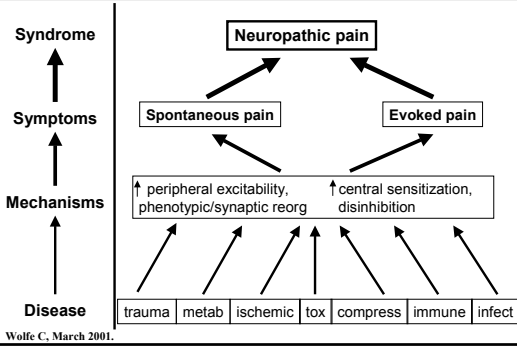 Syndrome
Neuropathic pain
Symptoms
Spontaneous pain
Evoked pain
Mechanisms
↑ peripheral excitability, ↑ central sensitization,
phenotypic/synaptic reorg disinhibition
Disease
trauma metab ischemic tox compress immune infect
Wolfe C, March 2001.